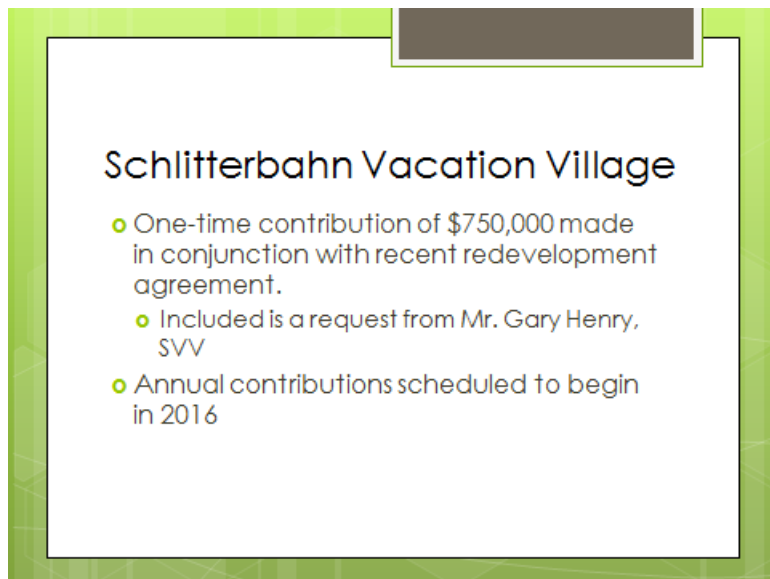 Schlitterbahn Vacation Village
One-time contribution of $750,000 made
in conjunction with recent redevelopment
agreement.
Included is a request from Mr. Gary Henry,
SVV
Annual contributions scheduled to begin
in 2016